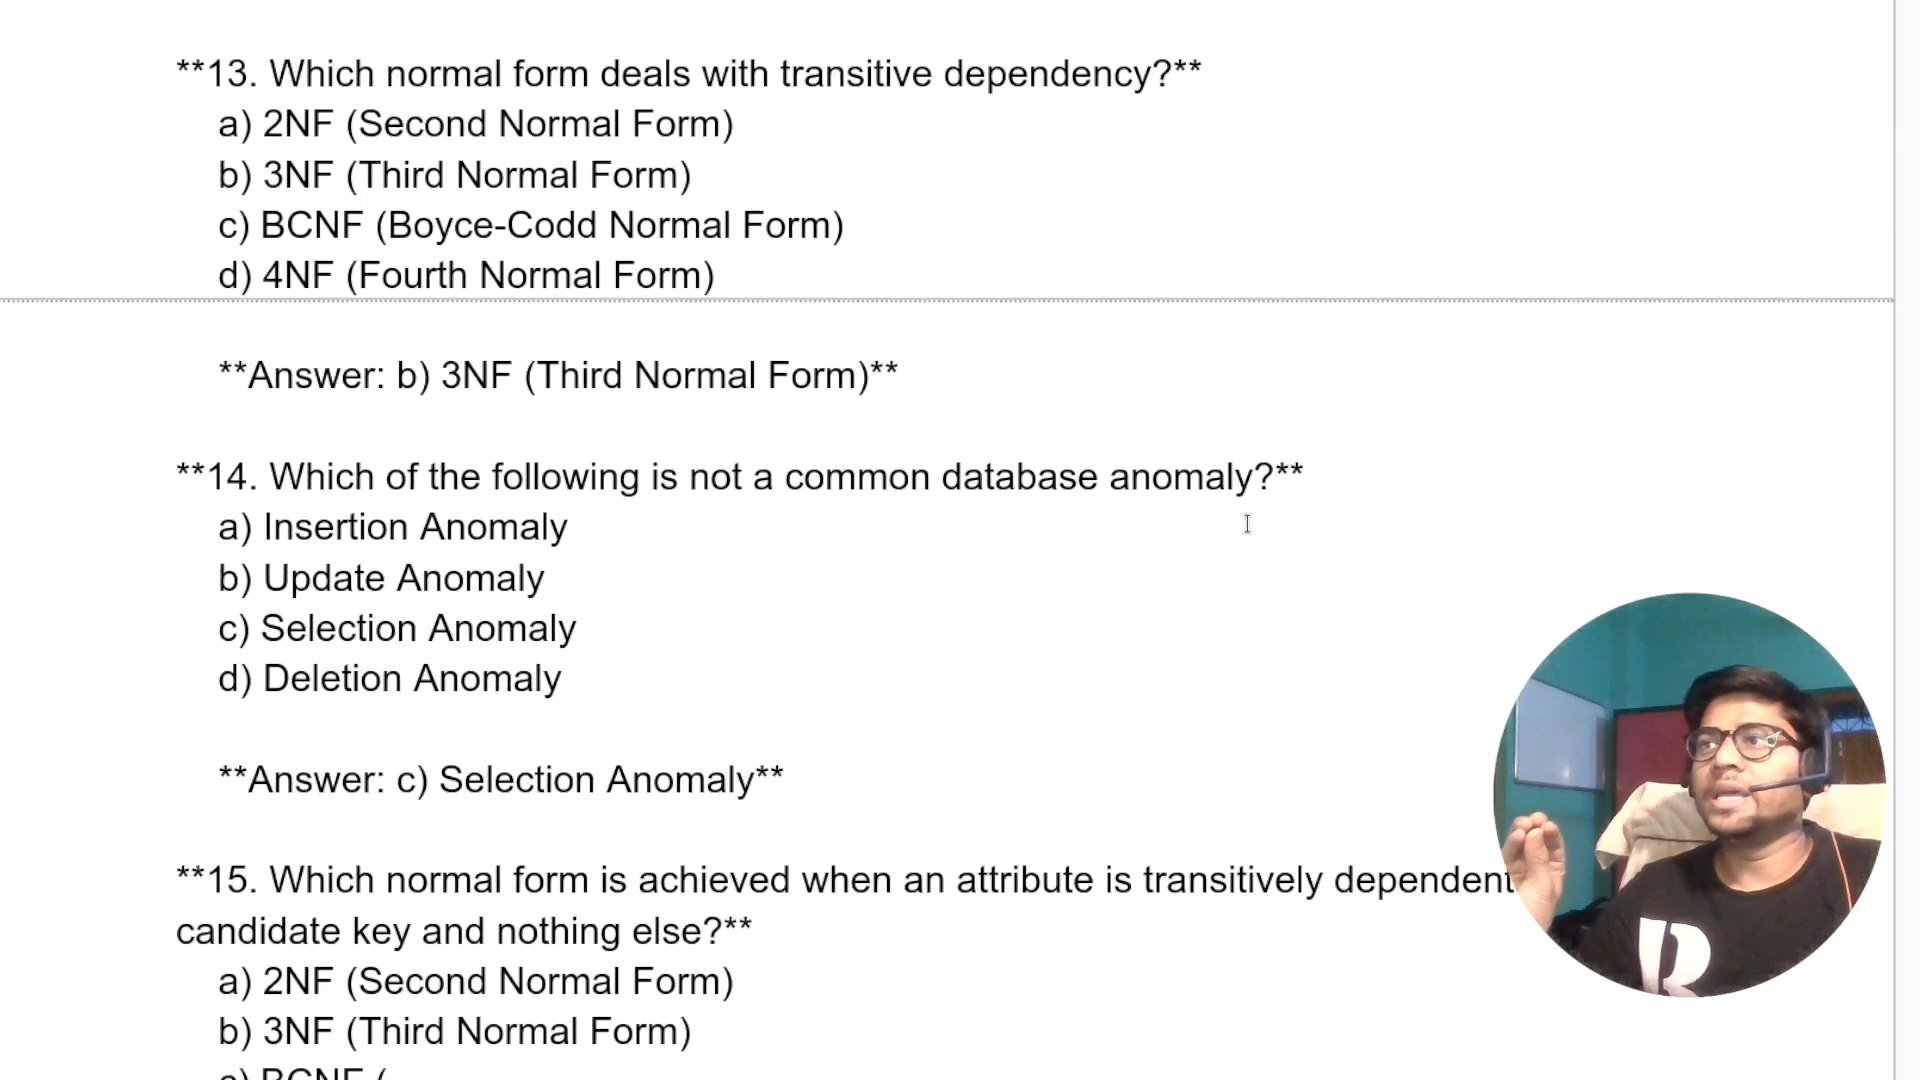 **13. Which normal form deals with transitive dependency?**
a) 2NF (Second Normal Form)
b) 3NF (Third Normal Form)
c) BCNF (Boyce-Codd Normal Form)
d) 4NF (Fourth Normal Form)
**Answer: b) 3NF (Third Normal Form)**
**14. Which of the following is not a common database anomaly?**
a) Insertion Anomaly
b) Update Anomaly
c) Selection Anomaly
d) Deletion Anomaly
**Answer: c) Selection Anomaly**
**15. Which normal form is achieved when an attribute is transitively dependent
candidate key and nothing else?**
a) 2NF (Second Normal Form)
b) 3NF (Third Normal Form)
c) BCNF (
R